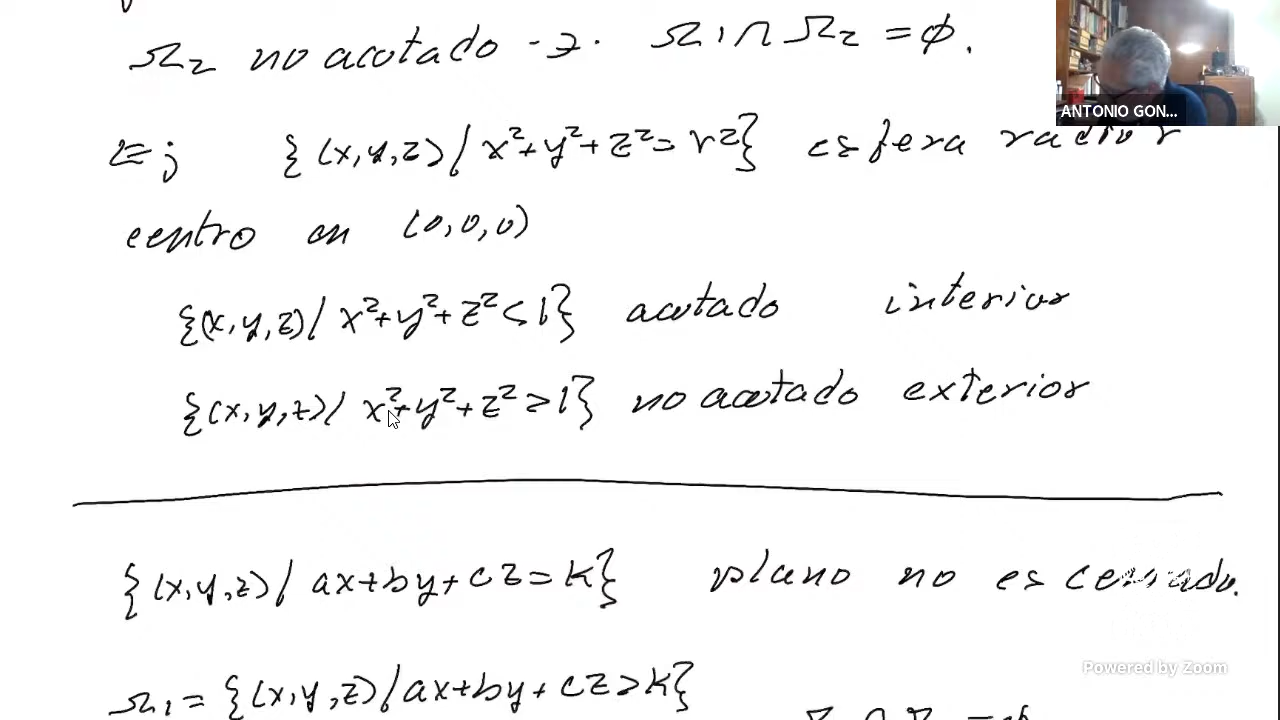 Ω₂ no acotado ·∋· Ω₁∩Ω₂ = ϕ.
ANTONIO GON...
Ej {(x,y,z)/ x²+y²+z²=r2} esfera radio r
centro en (0,0,0)
{(x,y,z)/ x²+y²+z²<1} acotado interior
{(x,y,z)/ x²+y²+z²>1} no acotado exterior
{(x,y,z)/ ax+by+cz=k} plano no es cerrado.
Powered by Zoom
Ω₁= {(x,y,z)/ax+by+cz>k}